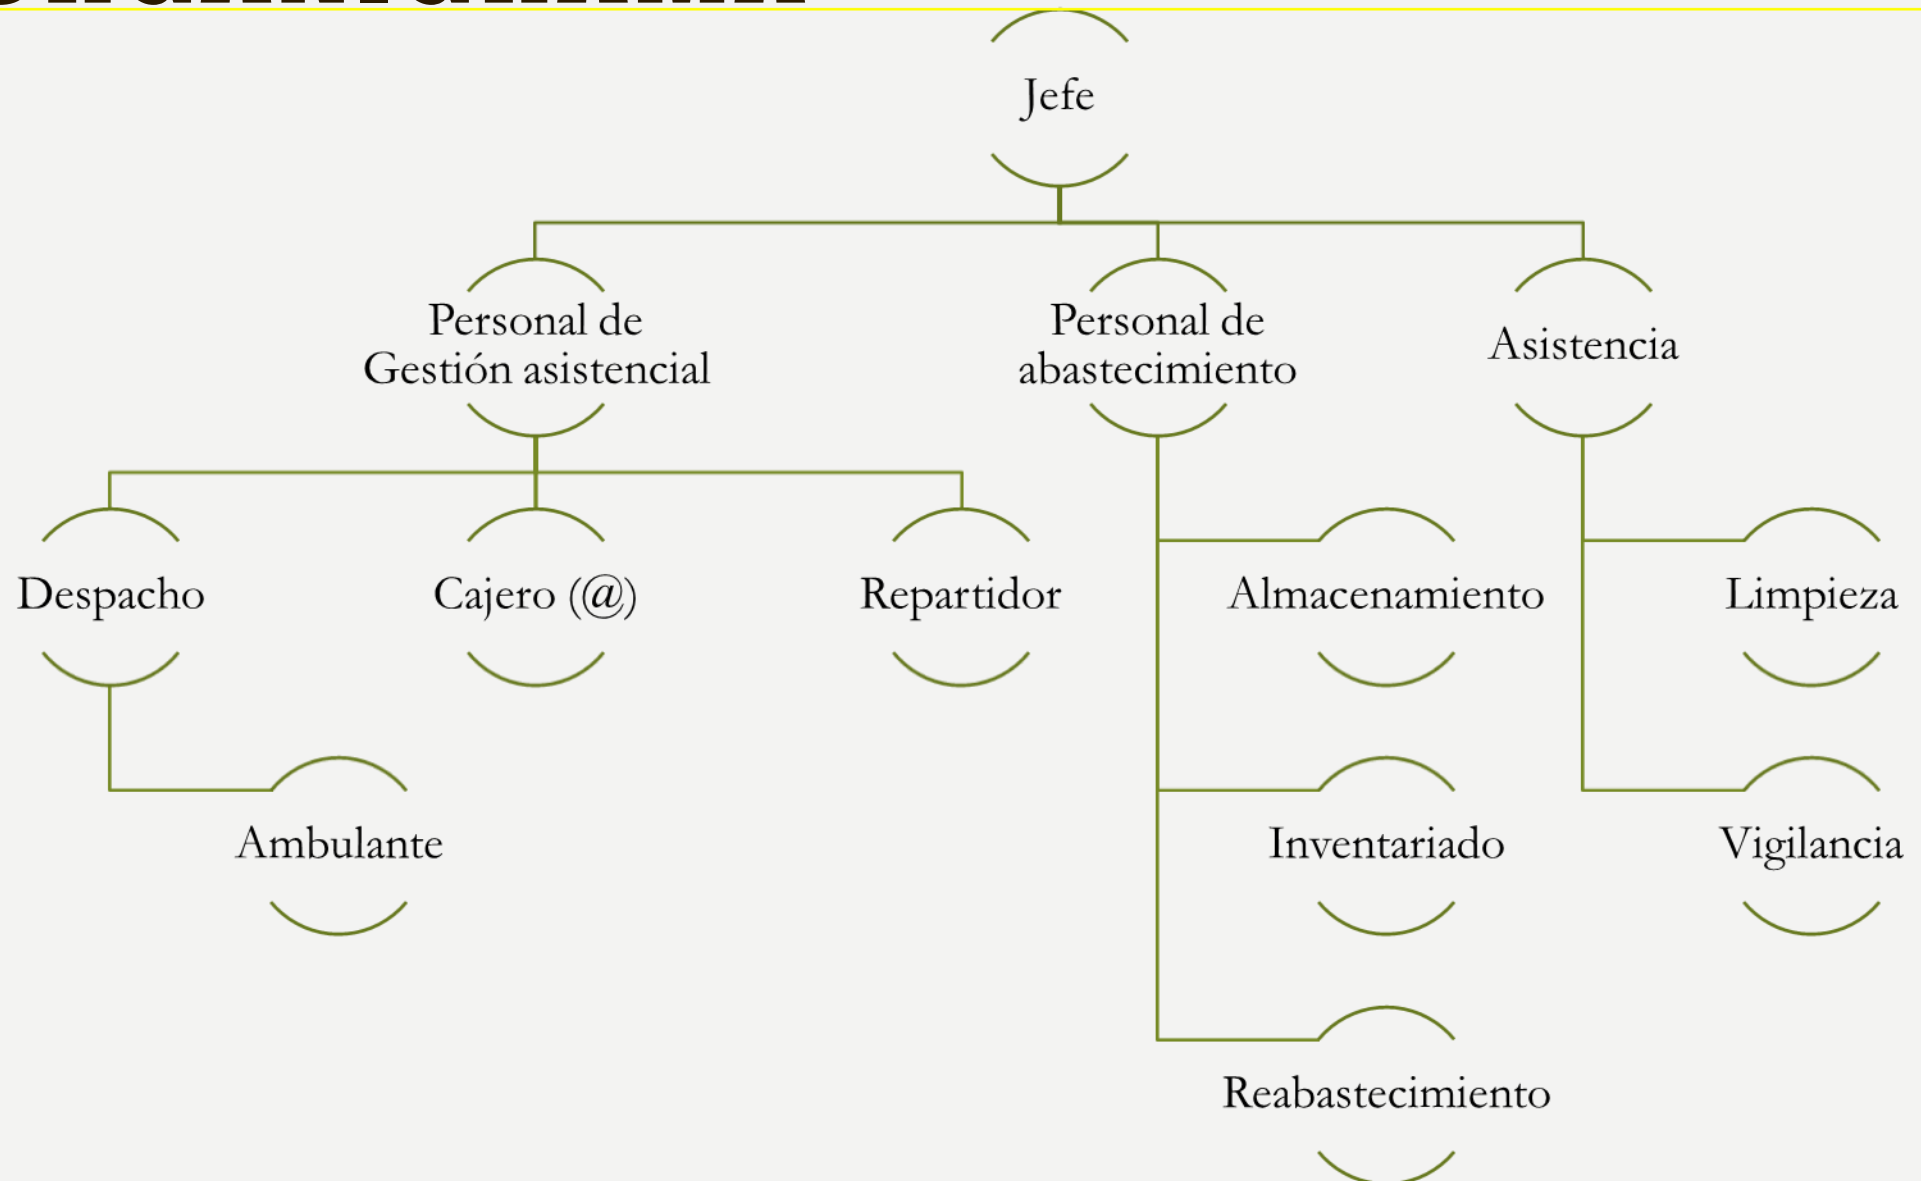 Jefe
Personal de
Gestión asistencial
Personal de
abastecimiento
Asistencia
Despacho
Cajero (@)
Repartidor
Almacenamiento
Limpieza
Ambulante
Inventariado
Vigilancia
Reabastecimiento